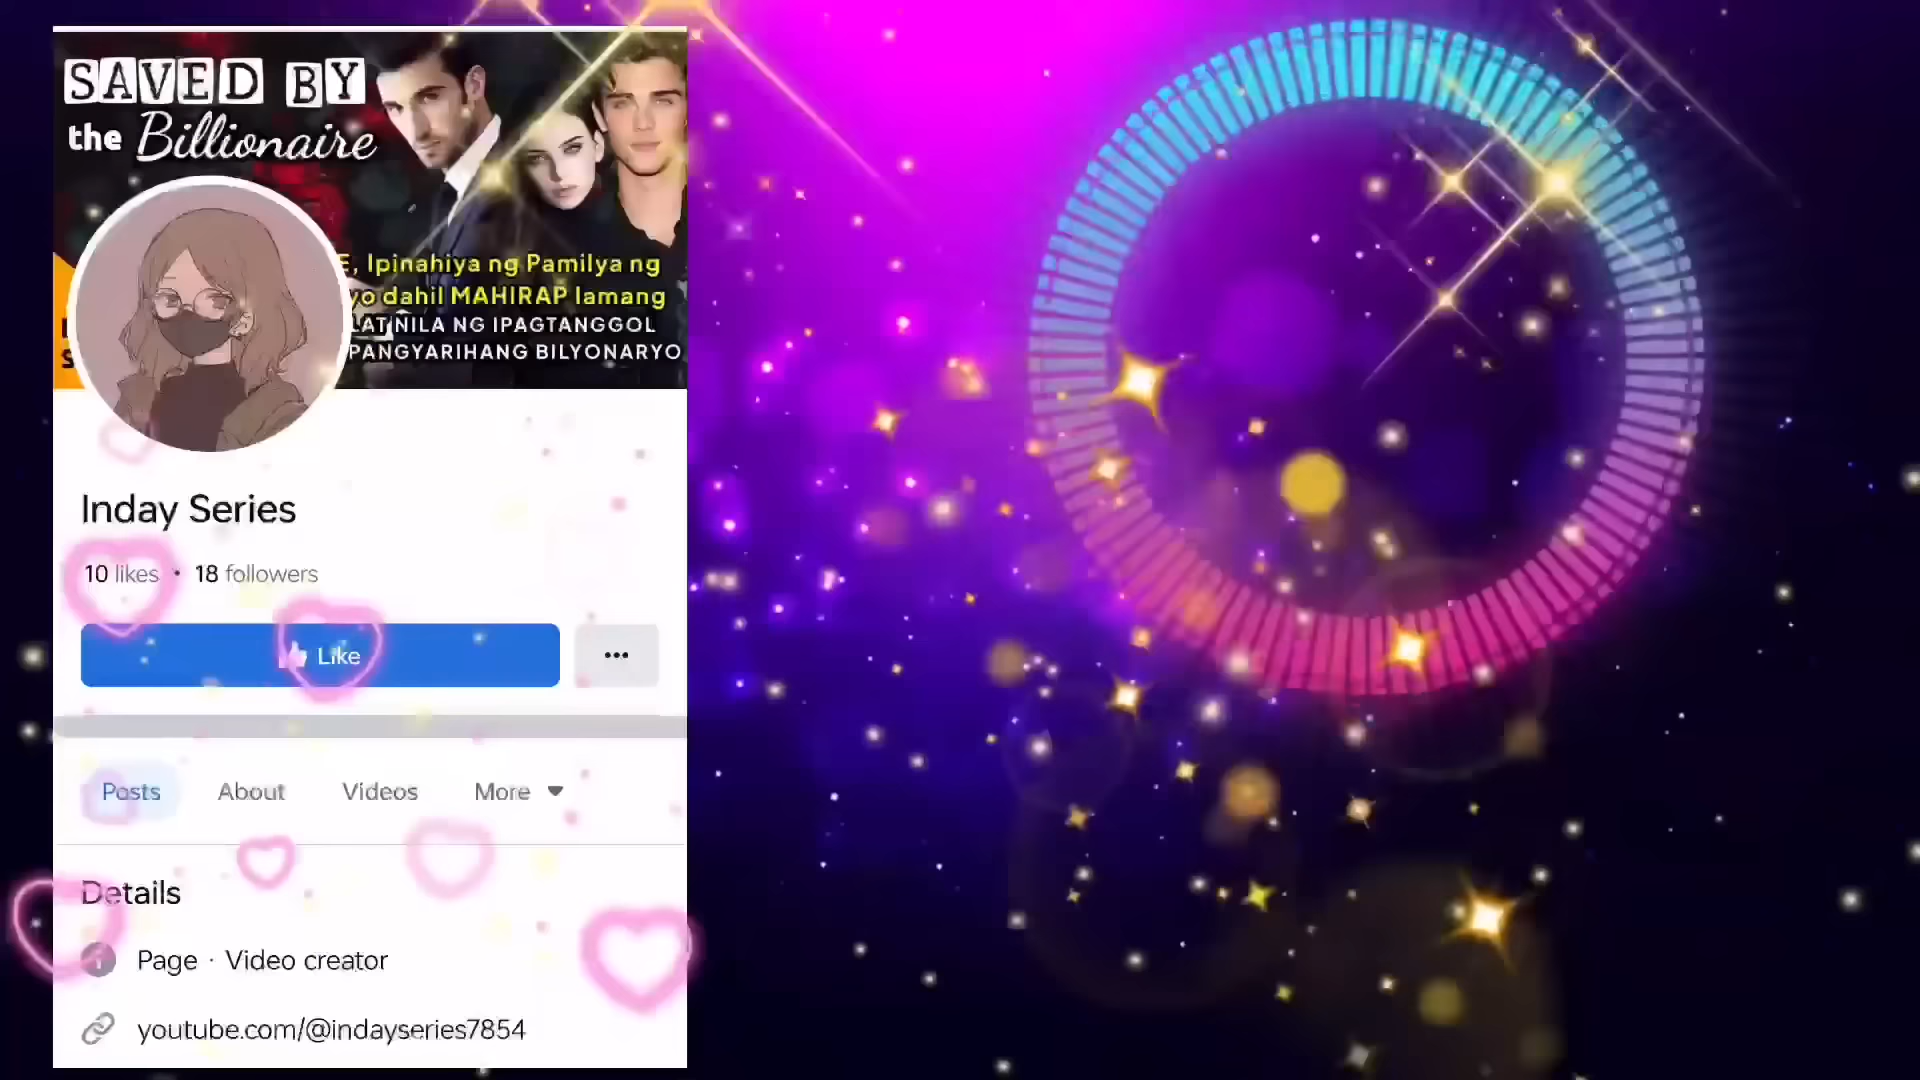 SAVED BY
the Billionaire
E, Ipinahiya ng Pamilya ng
yo dahil MAHIRAP lamang
LAT NILA NG IPAGTANGGOL
PANGYARIHANG BILYONARYO
Inday Series
10 likes · 18 followers
Like
Posts About Videos More
Details
Page · Video creator
youtube.com/@indayseries7854